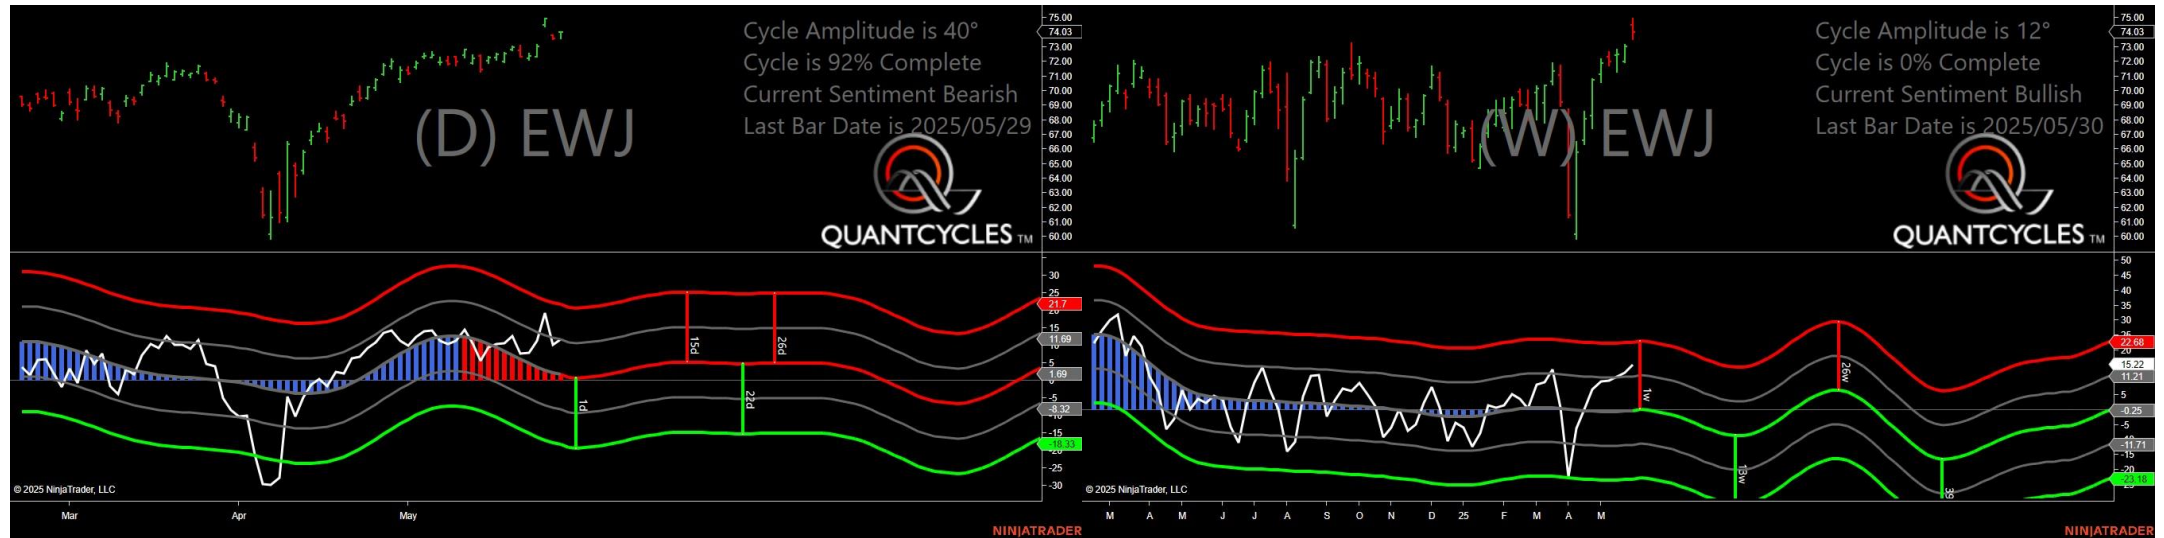 Cycle Amplitude is 40°
Cycle is 92% Complete
Current Sentiment Bearish
Last Bar Date is 2025/05/29
(D) EWJ
QUANTCYCLES TM
75.00
74.03
73.00
72.00
71.00
70.00
69.00
68.00
67.00
66.00
65.00
64.00
63.00
62.00
61.00
60.00
30
25
21.7
15
11.69
5
1.69
-5
-8.32
-15
-18.33
-25
-30
15d
26d
1d
22d
© 2025 NinjaTrader, LLC
Mar
Apr
May
NINJATRADER
Cycle Amplitude is 12°
Cycle is 0% Complete
Current Sentiment Bullish
Last Bar Date is 2025/05/30
(W) EWJ
QUANTCYCLES TM
75.00
74.03
73.00
72.00
71.00
70.00
69.00
68.00
67.00
66.00
65.00
64.00
63.00
62.00
61.00
60.00
50
45
40
35
30
22.68
20
15.22
11.21
5
-0.25
-5
-11.71
-15
-20
-23.18
1w
26w
13w
39
© 2025 NinjaTrader, LLC
M A M J J A S O N D 25 F M A M
NINJATRADER